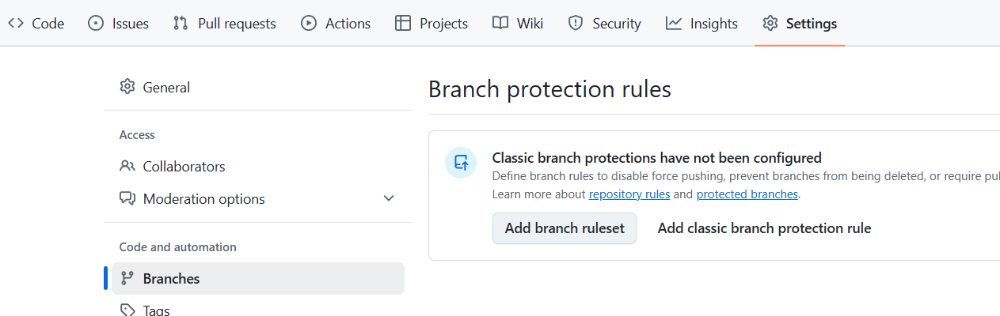 Code Issues Pull requests Actions Projects Wiki Security Insights Settings
General
Access
Collaborators
Moderation options
Code and automation
Branches
Tags
Branch protection rules
Classic branch protections have not been configured
Define branch rules to disable force pushing, prevent branches from being deleted, or require
Learn more about repository rules and protected branches.
Add branch ruleset Add classic branch protection rule